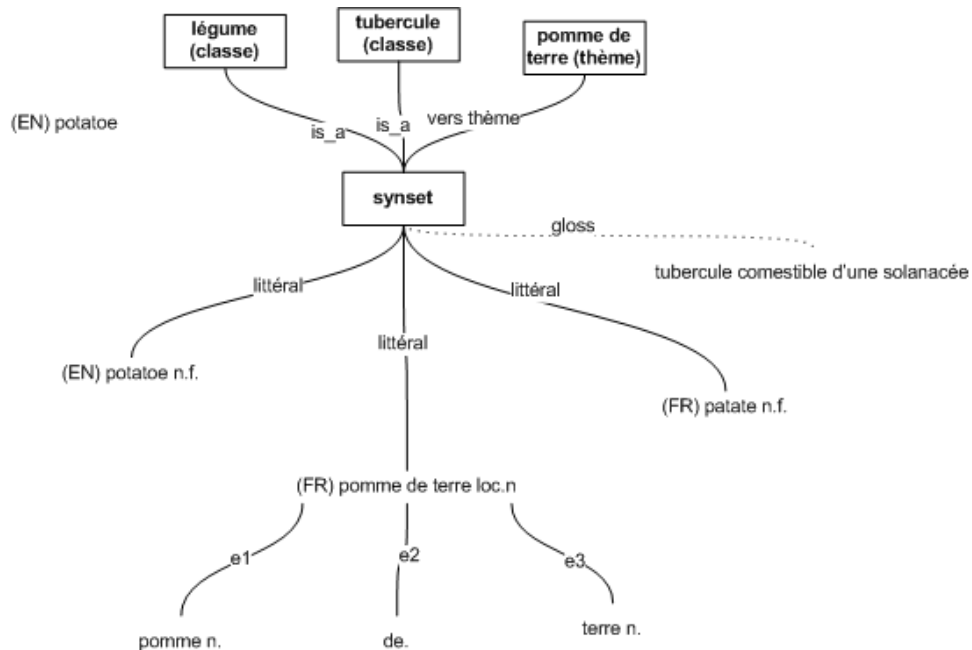 légume
(classe)
tubercule
(classe)
pomme de
terre (thème)
(EN) potatoe
is_a
is_a
vers thème
synset
gloss
tubercule comestible d'une solanacée
littéral
littéral
littéral
(EN) potatoe n.f.
(FR) patate n.f.
(FR) pomme de terre loc.n
e1
e2
e3
pomme n.
de.
terre n.